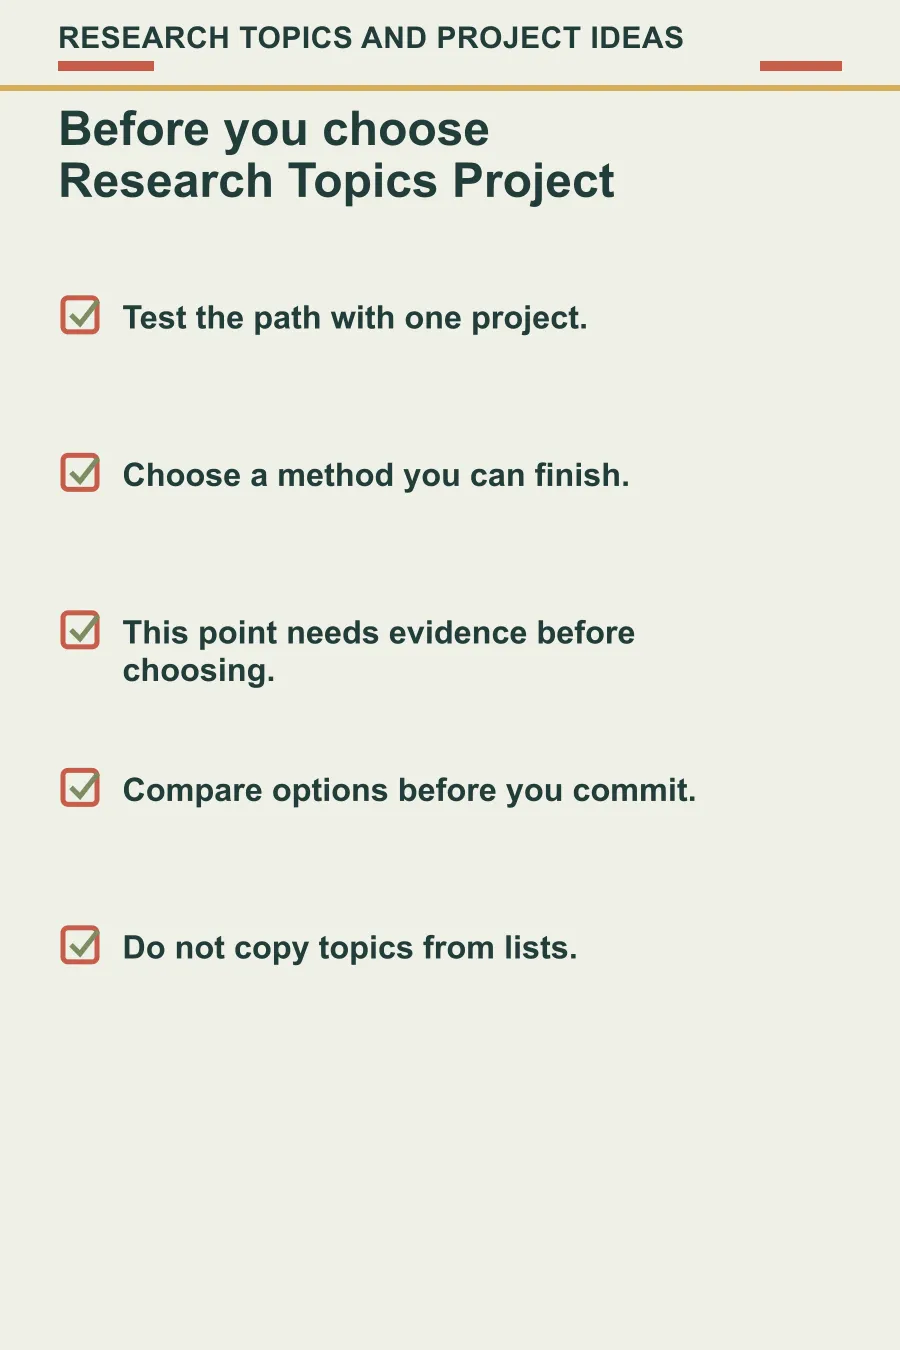 RESEARCH TOPICS AND PROJECT IDEAS
Before you choose
Research Topics Project
Test the path with one project.
Choose a method you can finish.
This point needs evidence before
choosing.
Compare options before you commit.
Do not copy topics from lists.